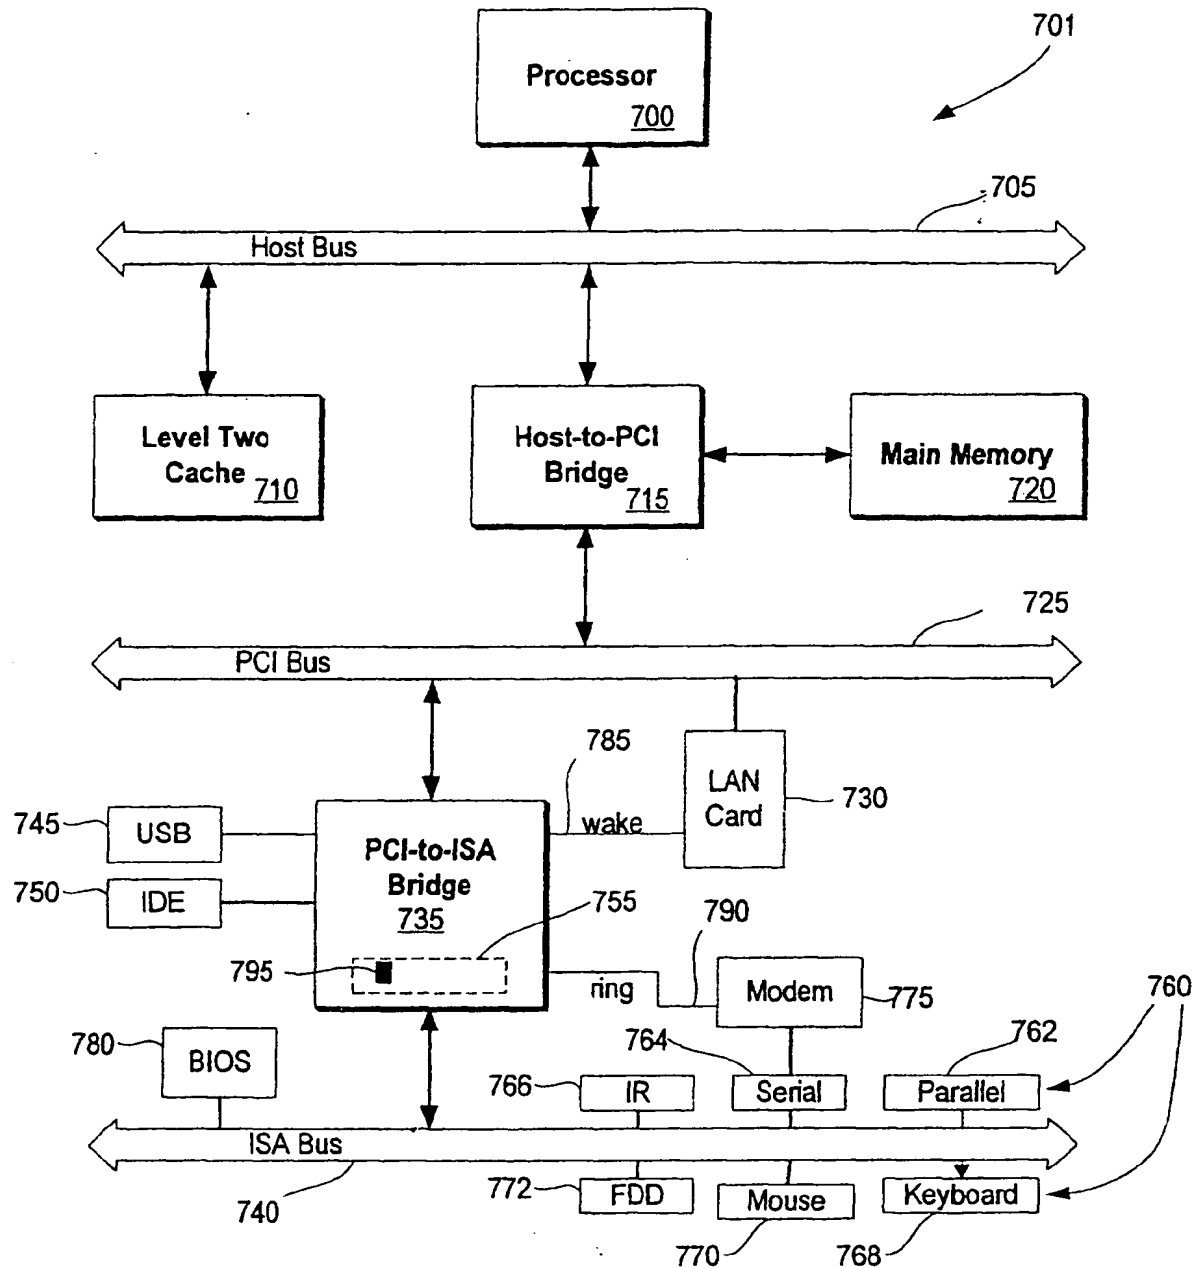 701
Processor
700
705
Host Bus
Level Two
Cache
710
Host-to-PCI
Bridge
715
Main Memory
720
725
PCI Bus
785
LAN
Card
730
wake
745
USB
750
IDE
PCI-to-ISA
Bridge
735
755
790
795
ring
Modem
775
760
780
BIOS
764
762
766
IR
Serial
Parallel
ISA Bus
740
772
FDD
Mouse
Keyboard
770
768